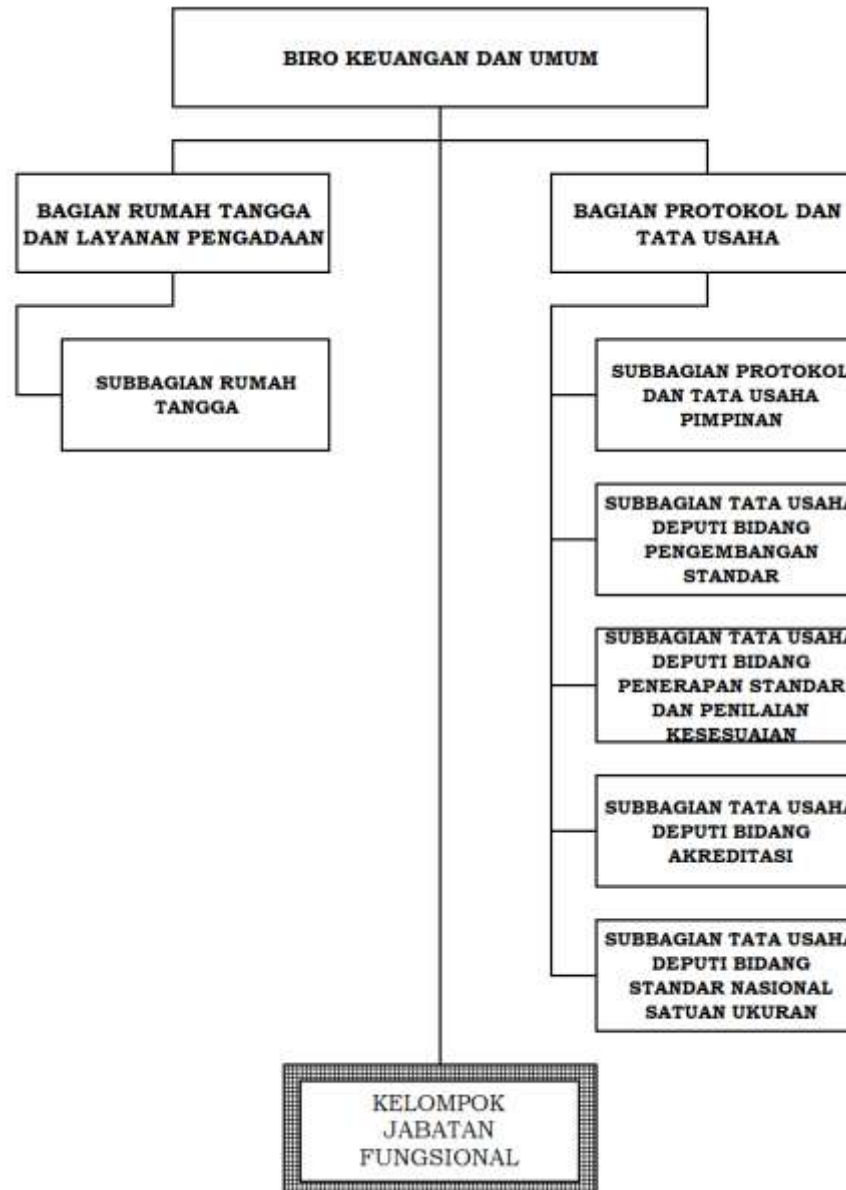 BIRO KEUANGAN DAN UMUM
BAGIAN RUMAH TANGGA
DAN LAYANAN PENGADAAN
SUBBAGIAN RUMAH
TANGGA
BAGIAN PROTOKOL DAN
TATA USAHA
SUBBAGIAN PROTOKOL
DAN TATA USAHA
PIMPINAN
SUBBAGIAN TATA USAHA
DEPUTI BIDANG
PENGEMBANGAN
STANDAR
SUBBAGIAN TATA USAHA
DEPUTI BIDANG
PENERAPAN STANDAR
DAN PENILAIAN
KESESUAIAN
SUBBAGIAN TATA USAHA
DEPUTI BIDANG
AKREDITASI
SUBBAGIAN TATA USAHA
DEPUTI BIDANG
STANDAR NASIONAL
SATUAN UKURAN
KELOMPOK
JABATAN
FUNGSIONAL